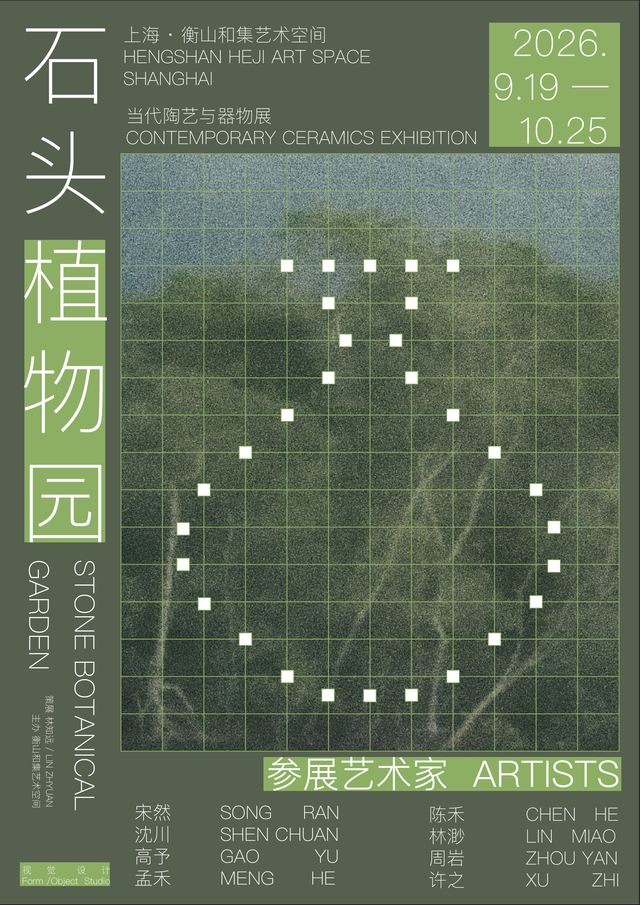 石头植物园
STONE BOTANICAL
GARDEN
策展 林知远 / LIN ZHYUAN
主办 衡山和集艺术空间
上海·衡山和集艺术空间
HENGSHAN HEJI ART SPACE
SHANGHAI
当代陶艺与器物展
CONTEMPORARY CERAMICS EXHIBITION
2026.
9.19 —
10.25
参展艺术家 ARTISTS
宋然 SONG RAN
沈川 SHEN CHUAN
高予 GAO YU
孟禾 MENG HE
陈禾 CHEN HE
林渺 LIN MIAO
周岩 ZHOU YAN
许之 XU ZHI
视觉设计
Form /Object Studio